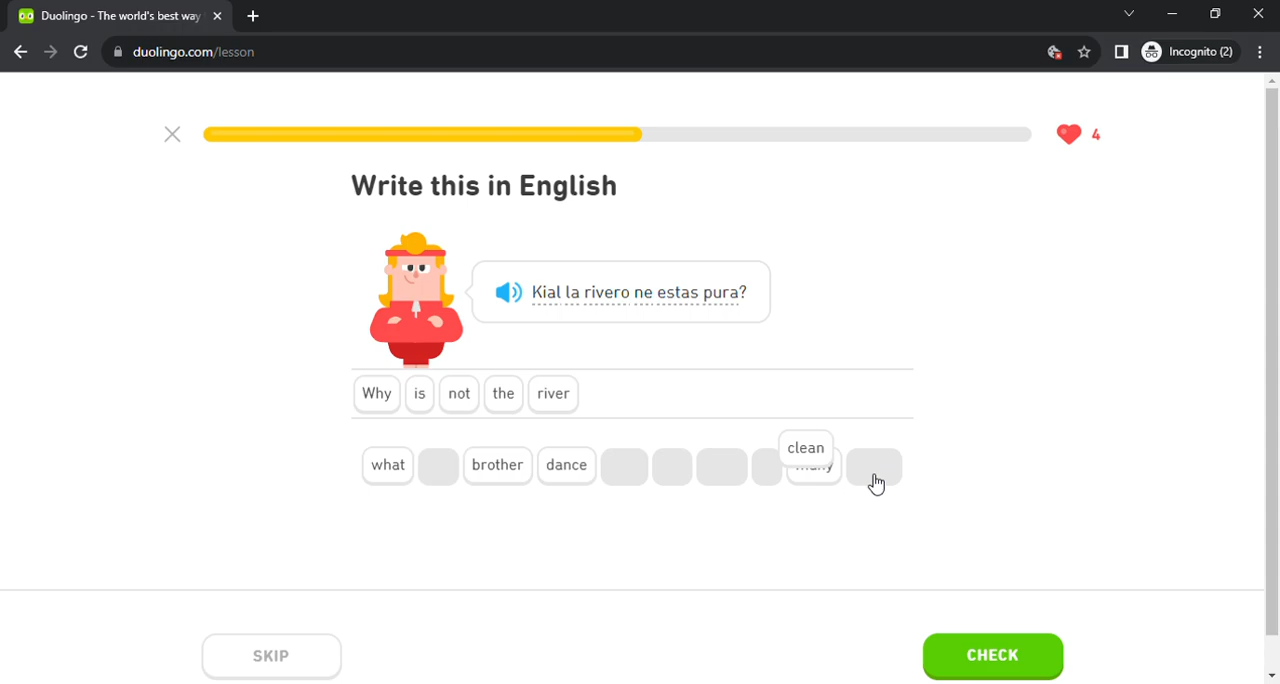 Duolingo - The world's best way
duolingo.com/lesson
Incognito (2)
4
Write this in English
Kial la rivero ne estas pura?
Why is not the river
clean
what brother dance many
SKIP
CHECK